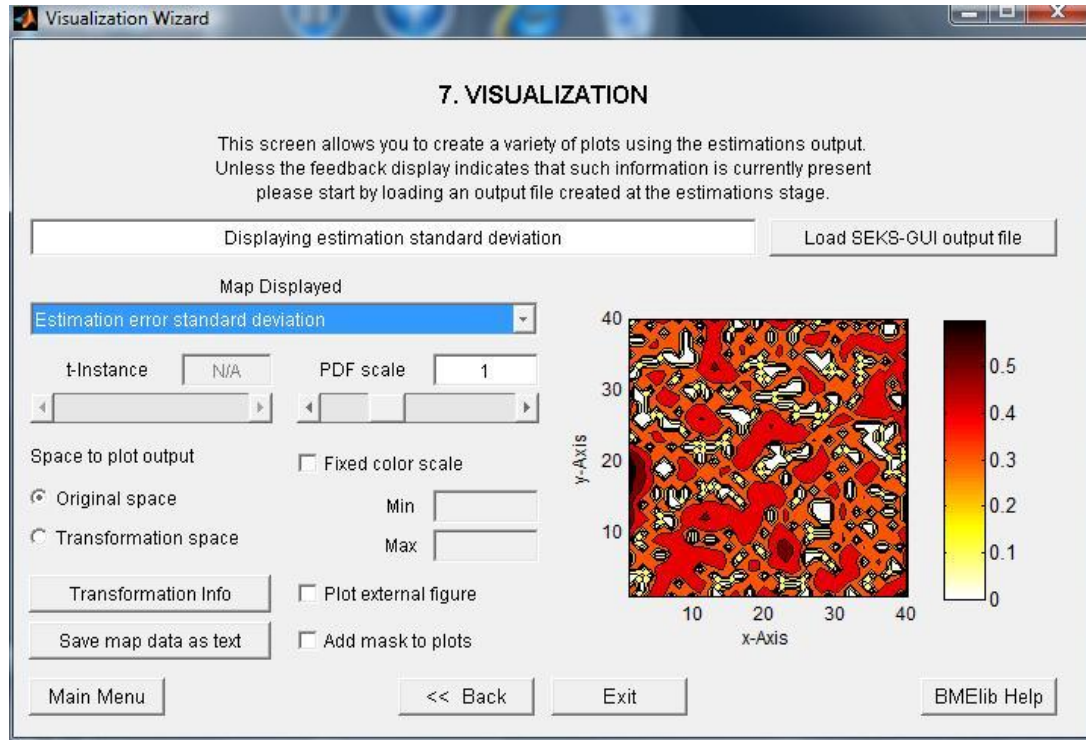 Visualization Wizard
7. VISUALIZATION
This screen allows you to create a variety of plots using the estimations output.
Unless the feedback display indicates that such information is currently present
please start by loading an output file created at the estimations stage.
Displaying estimation standard deviation
Load SEKS-GUI output file
Map Displayed
Estimation error standard deviation
t-Instance
N/A
PDF scale
1
Space to plot output
Original space
Transformation space
Fixed color scale
Min
Max
Transformation Info
Plot external figure
Save map data as text
Add mask to plots
40
30
20
10
y-Axis
10 20 30 40
x-Axis
0.5
0.4
0.3
0.2
0.1
0
Main Menu
<< Back
Exit
BMElib Help